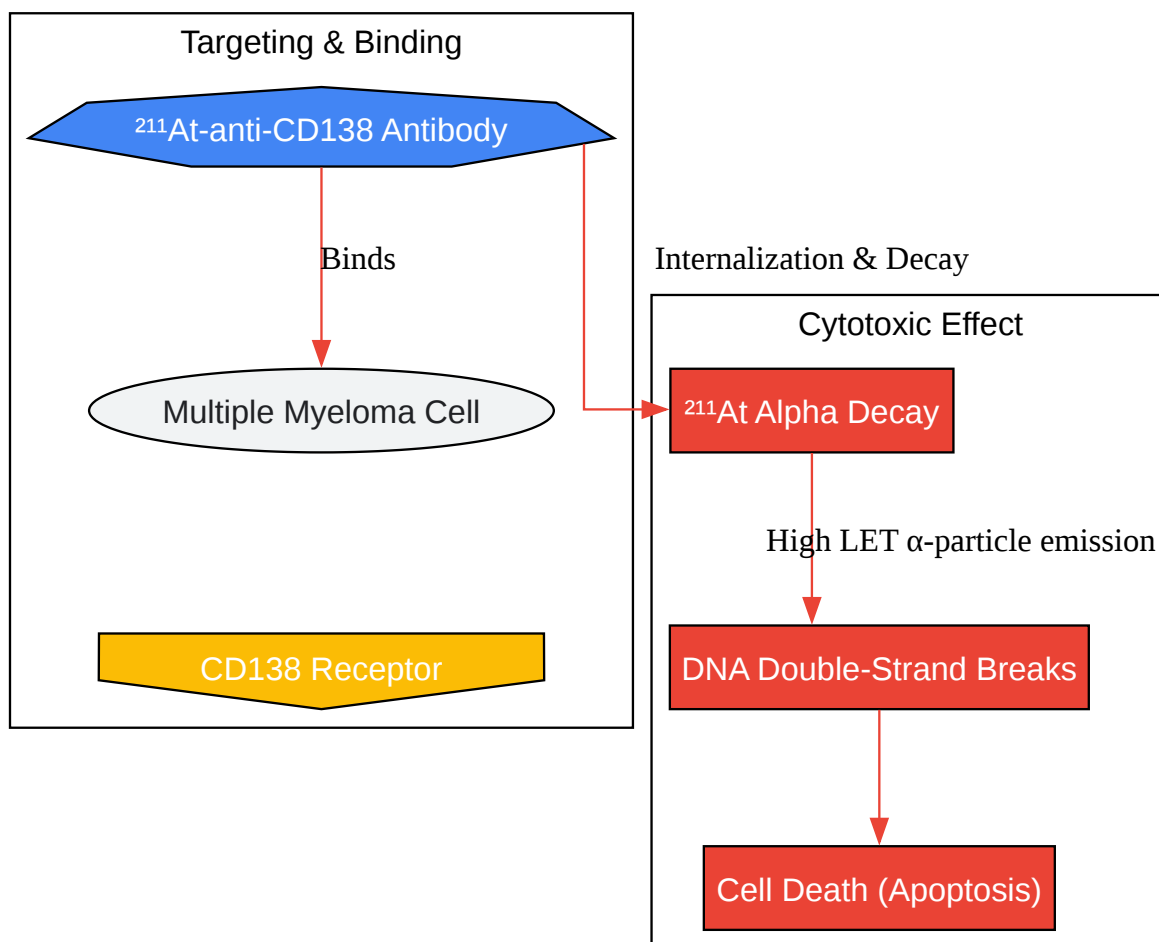 Targeting & Binding
²¹¹At-anti-CD138 Antibody
Binds
Multiple Myeloma Cell
CD138 Receptor
Internalization & Decay
Cytotoxic Effect
²¹¹At Alpha Decay
High LET α-particle emission
DNA Double-Strand Breaks
Cell Death (Apoptosis)